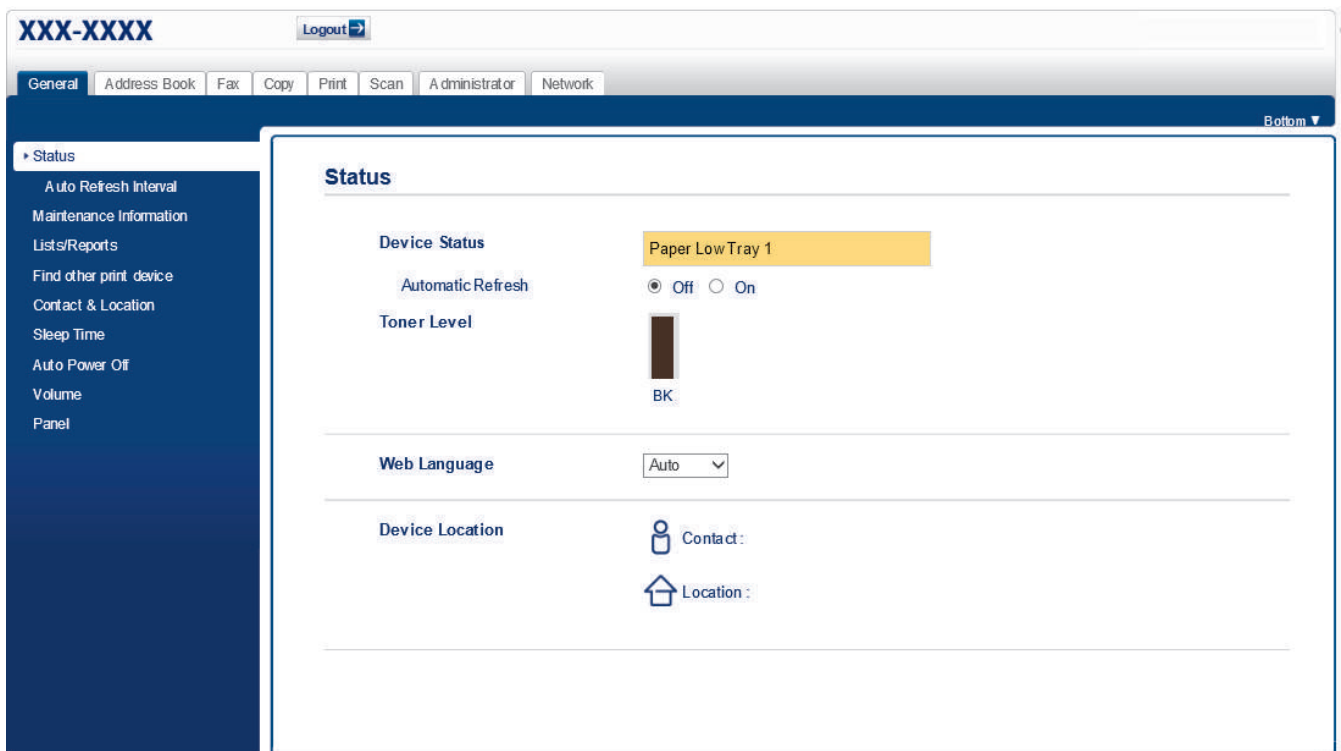 XXX-XXXX
Logout
General Address Book Fax Copy Print Scan Administrator Network
Bottom ▼
Status
Auto Refresh Interval
Maintenance Information
Lists/Reports
Find other print device
Contact & Location
Sleep Time
Auto Power Off
Volume
Panel
Status
Device Status Paper Low Tray 1
Automatic Refresh Off On
Toner Level
BK
Web Language Auto
Device Location Contact :
Location :